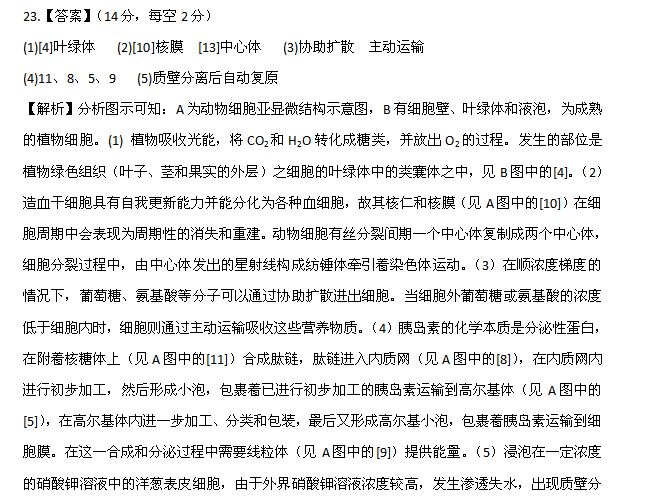 23.【答案】（14分，每空2分）
(1)[4]叶绿体 (2)[10]核膜 [13]中心体 (3)协助扩散 主动运输
(4)11、8、5、9 (5)质壁分离后自动复原
【解析】分析图示可知：A为动物细胞亚显微结构示意图，B有细胞壁、叶绿体和液泡，为成熟
的植物细胞。(1) 植物吸收光能，将CO₂和H₂O转化成糖类，并放出O₂的过程。发生的部位是
植物绿色组织（叶子、茎和果实的外层）之细胞的叶绿体中的类囊体之中，见B图中的[4]。（2）
造血干细胞具有自我更新能力并能分化为各种血细胞，故其核仁和核膜（见A图中的[10]）在细
胞周期中会表现为周期性的消失和重建。动物细胞有丝分裂间期一个中心体复制成两个中心体，
细胞分裂过程中，由中心体发出的星射线构成纺锤体牵引着染色体运动。（3）在顺浓度梯度的
情况下，葡萄糖、氨基酸等分子可以通过协助扩散进出细胞。当细胞外葡萄糖或氨基酸的浓度
低于细胞内时，细胞则通过主动运输吸收这些营养物质。（4）胰岛素的化学本质是分泌性蛋白，
在附着核糖体上（见A图中的[11]）合成肽链，肽链进入内质网（见A图中的[8]），在内质网内
进行初步加工，然后形成小泡，包裹着已进行初步加工的胰岛素运输到高尔基体（见A图中的
[5]），在高尔基体内进一步加工、分类和包装，最后又形成高尔基小泡，包裹着胰岛素运输到细
胞膜。在这一合成和分泌过程中需要线粒体（见A图中的[9]）提供能量。（5）浸泡在一定浓度
的硝酸钾溶液中的洋葱表皮细胞，由于外界硝酸钾溶液浓度较高，发生渗透失水，出现质壁分